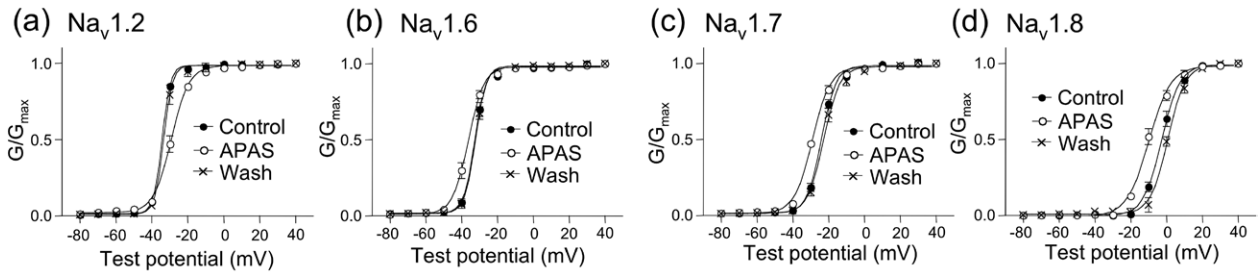 (a) Nav1.2
G/Gmax
1.0
0.5
0.0
Control
APAS
Wash
-80 -60 -40 -20 0 20 40
Test potential (mV)
(b) Nav1.6
G/Gmax
1.0
0.5
0.0
Control
APAS
Wash
-80 -60 -40 -20 0 20 40
Test potential (mV)
(c) Nav1.7
G/Gmax
1.0
0.5
0.0
Control
APAS
Wash
-80 -60 -40 -20 0 20 40
Test potential (mV)
(d) Nav1.8
G/Gmax
1.0
0.5
0.0
Control
APAS
Wash
-80 -60 -40 -20 0 20 40
Test potential (mV)